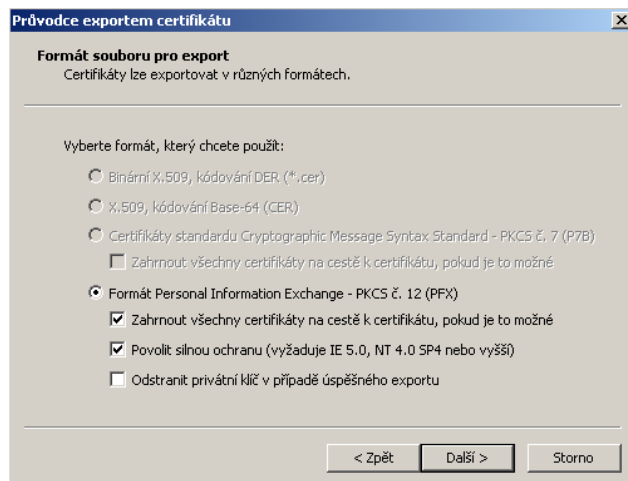 Průvodce exportem certifikátu
Formát souboru pro export
Certifikáty lze exportovat v různých formátech.
Vyberte formát, který chcete použít:
Binární X.509, kódování DER (*.cer)
X.509, kódování Base-64 (CER)
Certifikáty standardu Cryptographic Message Syntax Standard - PKCS č. 7 (P7B)
Zahrnout všechny certifikáty na cestě k certifikátu, pokud je to možné
Formát Personal Information Exchange - PKCS č. 12 (PFX)
Zahrnout všechny certifikáty na cestě k certifikátu, pokud je to možné
Povolit silnou ochranu (vyžaduje IE 5.0, NT 4.0 SP4 nebo vyšší)
Odstranit privátní klíč v případě úspěšného exportu
< Zpět Další > Storno